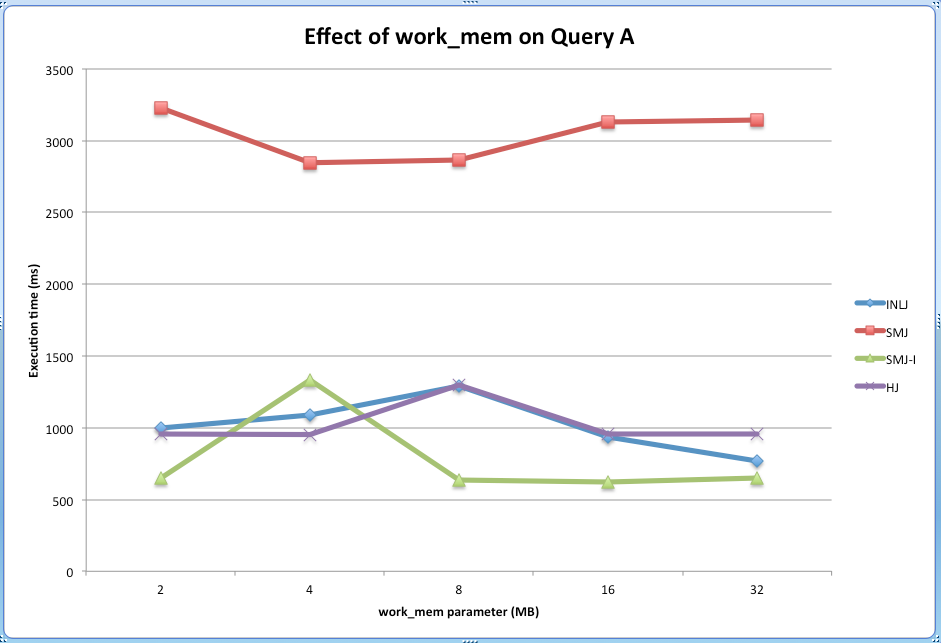 Effect of work_mem on Query A
3500
3000
2500
2000
1500
1000
500
0
Execution time (ms)
2 4 8 16 32
work_mem parameter (MB)
INLJ
SMJ
SMJ-I
HJ